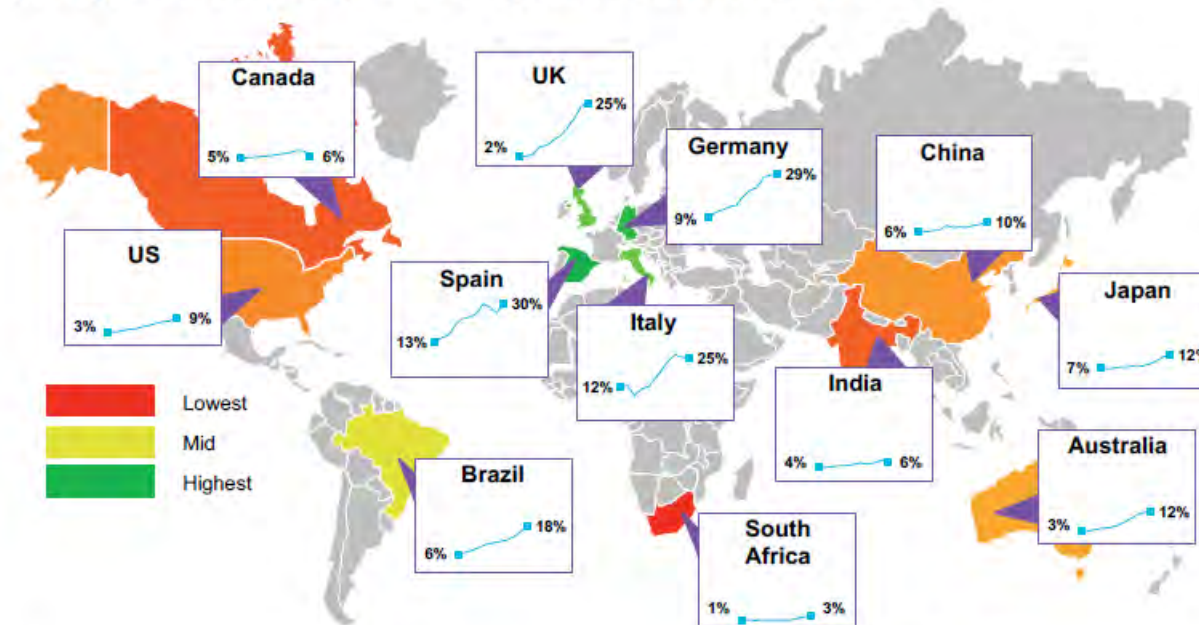 Canada
5% 6%
UK
2% 25%
Germany
9% 29%
China
6% 10%
US
3% 9%
Spain
13% 30%
Italy
12% 25%
Japan
7% 12%
India
4% 6%
Lowest
Mid
Highest
Brazil
6% 18%
South
Africa
1% 3%
Australia
3% 12%